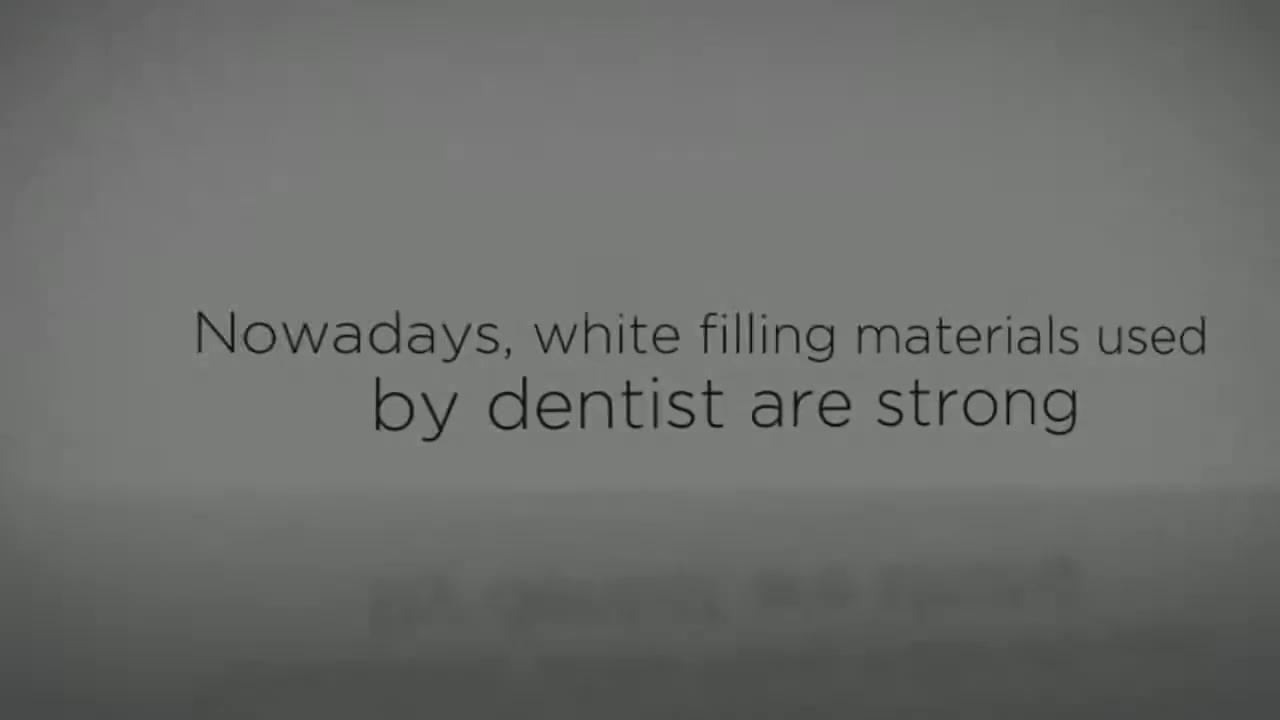 Nowadays, white filling materials used
by dentist are strong